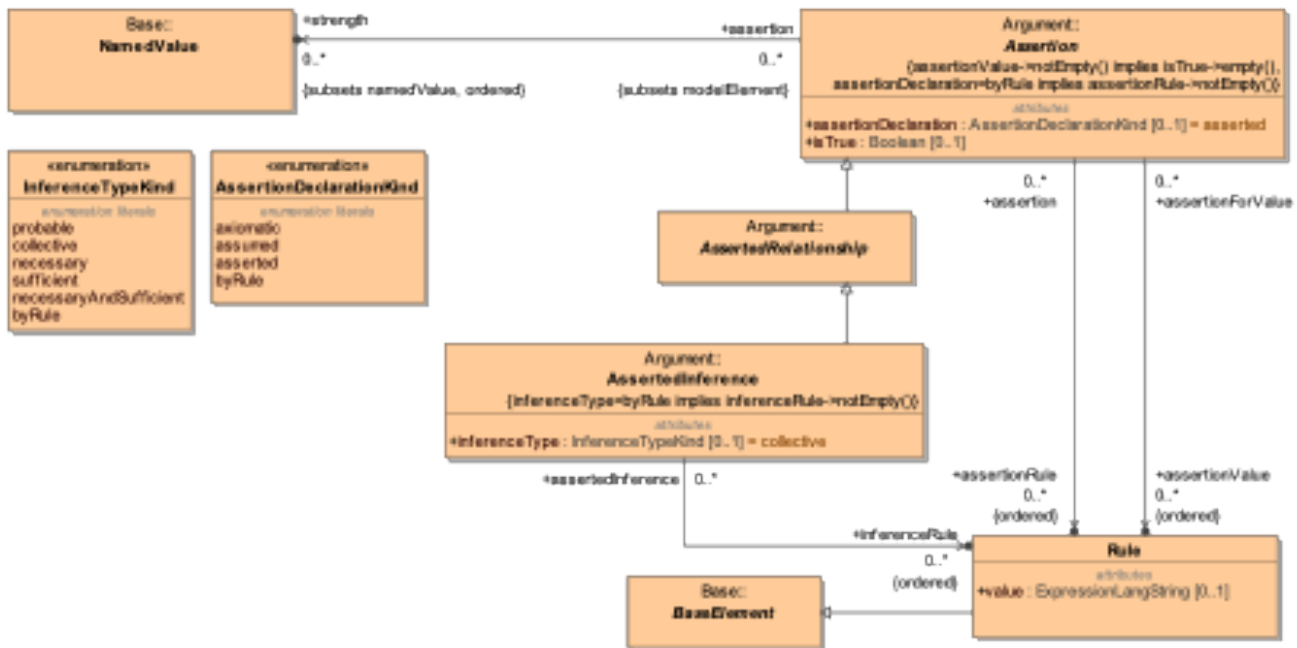 Base::
NamedValue
+strength
0..*
{subsets namedValue, ordered}
+assertion
0..*
{subsets modelElement}
Argument::
Assertion
{assertionValue->notEmpty() implies isTrue->empty(),
assertionDeclaration=byRule implies assertionRule->notEmpty()}
attributes
+assertionDeclaration : AssertionDeclarationKind [0..1] = asserted
+isTrue : Boolean [0..1]
«enumeration»
InferenceTypeKind
enumeration literals
probable
collective
necessary
sufficient
necessaryAndSufficient
byRule
«enumeration»
AssertionDeclarationKind
enumeration literals
axiomatic
assumed
asserted
byRule
0..*
+assertion
0..*
+assertionForValue
Argument::
AssertedRelationship
Argument::
AssertedInference
{inferenceType=byRule implies inferenceRule->notEmpty()}
attributes
+inferenceType : InferenceTypeKind [0..1] = collective
+assertedInference
0..*
+assertionRule
0..*
{ordered}
+assertionValue
0..*
{ordered}
+inferenceRule
0..*
{ordered}
Rule
attributes
+value : ExpressionLangString [0..1]
Base::
BaseElement